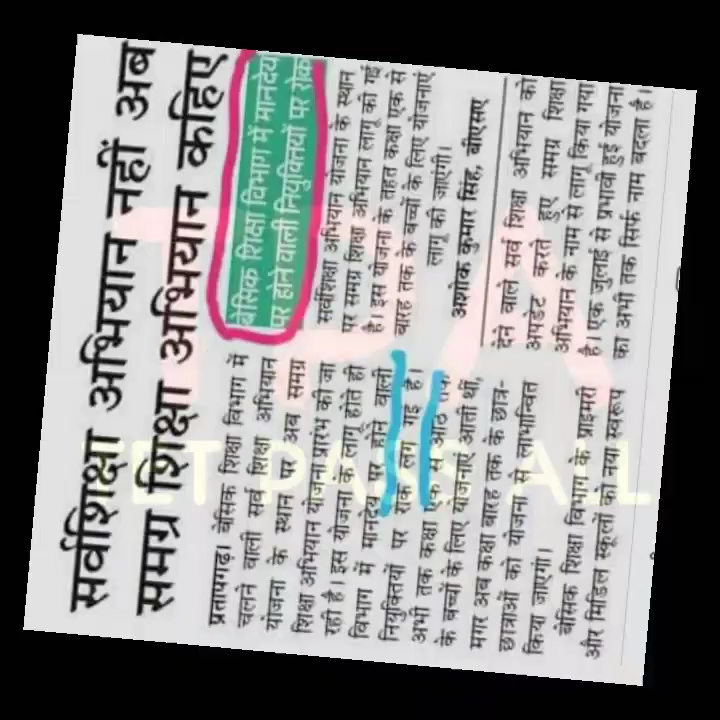 सर्वशिक्षा अभियान नहीं अब
समग्र शिक्षा अभियान कहिए
प्रतापगढ़। बेसिक शिक्षा विभाग में
चलने वाली सर्व शिक्षा अभियान
योजना के स्थान पर अब समग्र
शिक्षा अभियान योजना प्रारंभ की जा
रही है। इस योजना के लागू होते ही
विभाग में मानदेय पर होने वाली
नियुक्तियों पर रोक लग गई है।
अभी तक कक्षा एक से आठ तक
के बच्चों के लिए योजनाएं आती थीं,
मगर अब कक्षा बारह तक के छात्र-
छात्राओं को योजना से लाभान्वित
किया जाएगी।
बेसिक शिक्षा विभाग के प्राइमरी
और मिडिल स्कूलों को नया स्वरूप
बेसिक शिक्षा विभाग में मानदेय
पर होने वाली नियुक्तियों पर रोक
सर्वशिक्षा अभियान योजना के स्थान
पर समग्र शिक्षा अभियान लागू की गई
है। इस योजना के तहत कक्षा एक से
बारह तक के बच्चों के लिए योजनाएं
लागू की जाएंगी।
अशोक कुमार सिंह, बीएसए
देने वाले सर्व शिक्षा अभियान को
अपडेट करते हुए समग्र शिक्षा
अभियान के नाम से लागू किया गया
है। एक जुलाई से प्रभावी हुई योजना
का अभी तक सिर्फ नाम बदला है।
TPA
TET PASS ALL